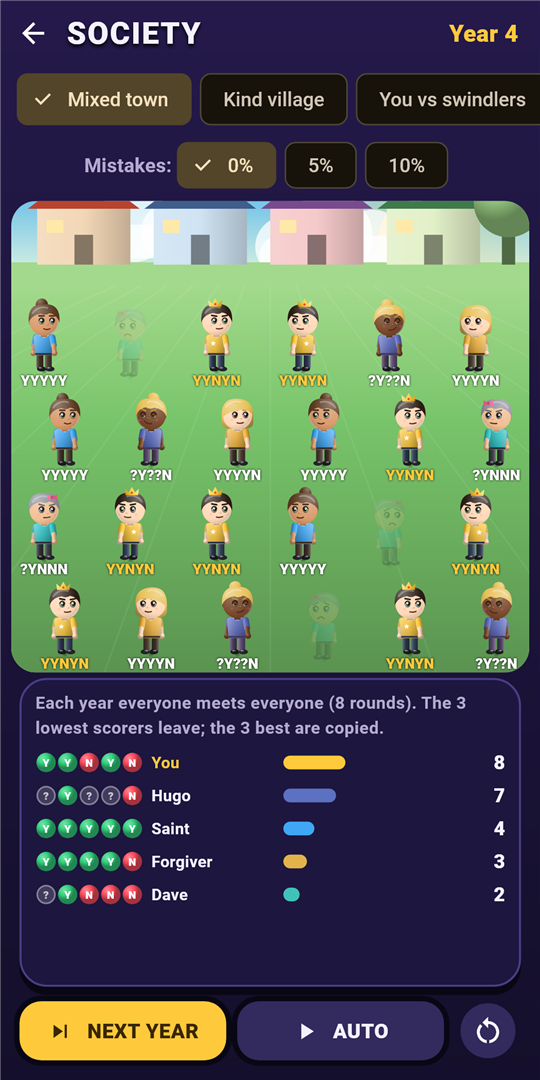 SOCIETY
Year 4
Mixed town
Kind village
You vs swindlers
Mistakes:
0%
5%
10%
YYYYY
YYNYN
YYNYN
?Y??N
YYYYN
YYYYY
?Y??N
YYYYN
YYYYY
YYNYN
?YNNN
?YNNN
YYNYN
YYNYN
YYYYY
YYNYN
YYNYN
YYYYN
?Y??N
YYNYN
?Y??N
Each year everyone meets everyone (8 rounds). The 3
lowest scorers leave; the 3 best are copied.
Y Y N Y N You 8
? Y ? ? N Hugo 7
Y Y Y Y Y Saint 4
Y Y Y Y N Forgiver 3
? Y N N N Dave 2
NEXT YEAR
AUTO